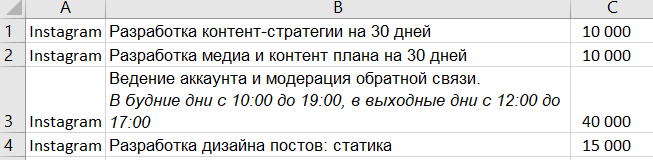 A B C
1 Instagram Разработка контент-стратегии на 30 дней 10 000
2 Instagram Разработка медиа и контент плана на 30 дней 10 000
Ведение аккаунта и модерация обратной связи.
В будние дни с 10:00 до 19:00, в выходные дни с 12:00 до
3 Instagram 17:00 40 000
4 Instagram Разработка дизайна постов: статика 15 000